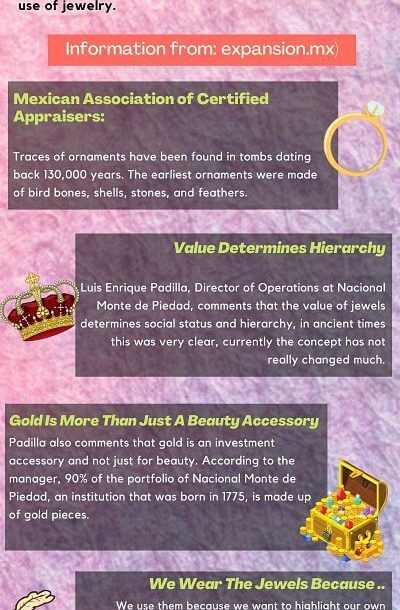 use of jewelry.
Information from: expansion.mx)
Mexican Association of Certified
Appraisers:
Traces of ornaments have been found in tombs dating
back 130,000 years. The earliest ornaments were made
of bird bones, shells, stones, and feathers.
Value Determines Hierarchy
Luis Enrique Padilla, Director of Operations at Nacional
Monte de Piedad, comments that the value of jewels
determines social status and hierarchy, in ancient times
this was very clear, currently the concept has not
really changed much.
Gold Is More Than Just A Beauty Accessory
Padilla also comments that gold is an investment
accessory and not just for beauty. According to the
manager, 90% of the portfolio of Nacional Monte de
Piedad, an institution that was born in 1775, is made up
of gold pieces.
We Wear The Jewels Because ..
We use them because we want to highlight our own